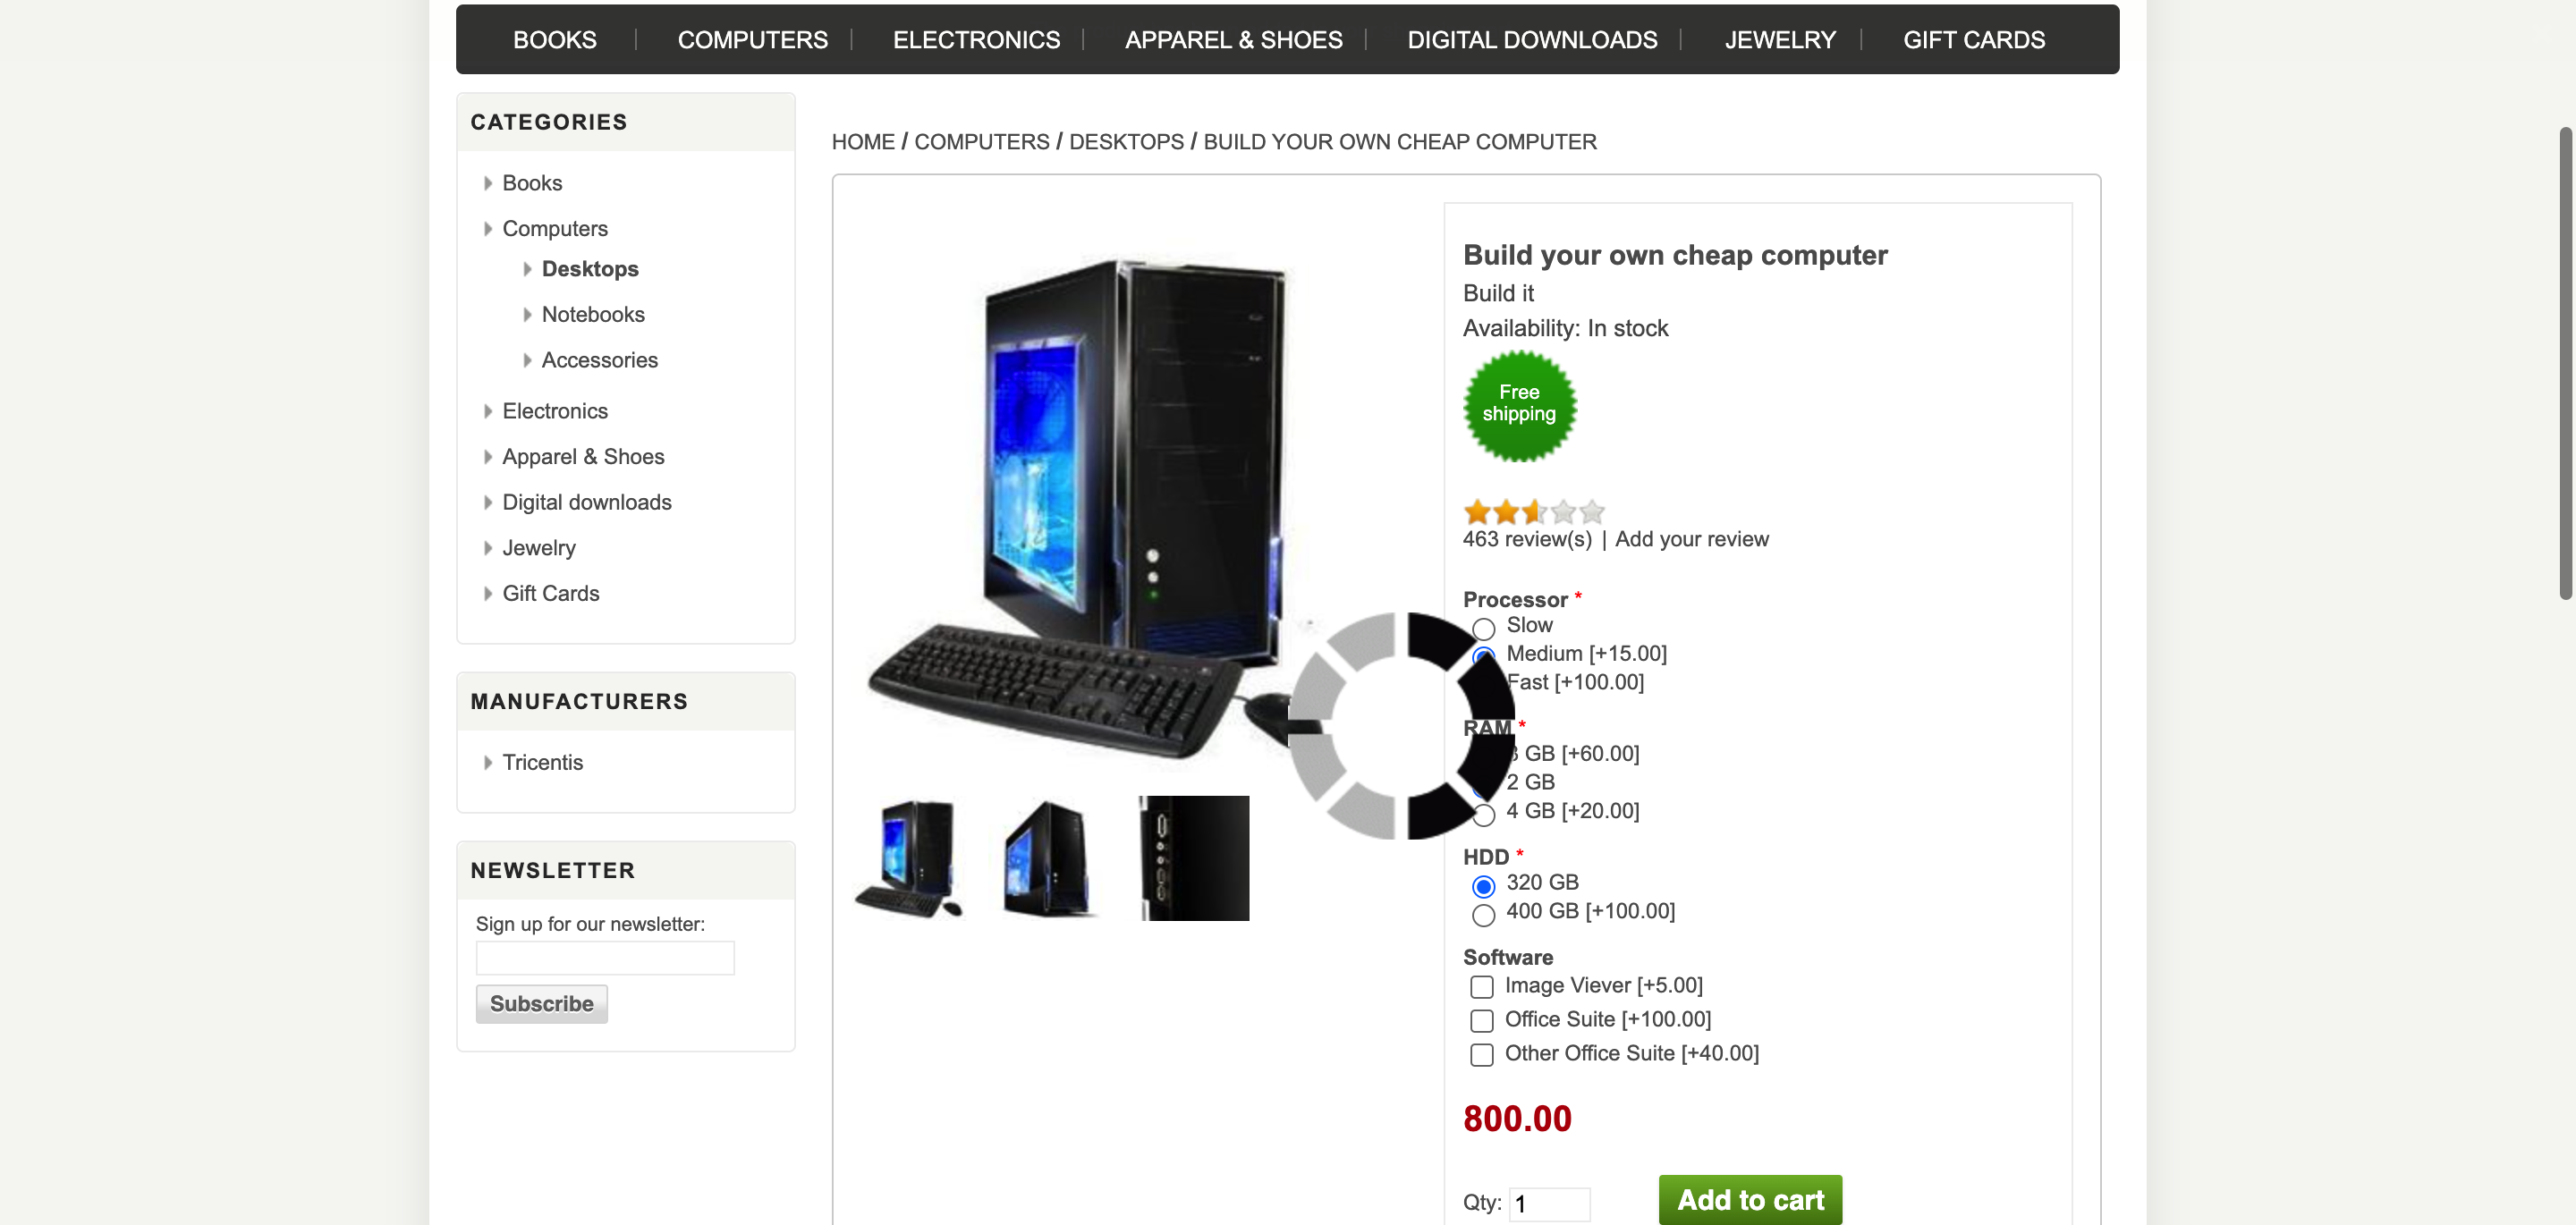 BOOKS COMPUTERS ELECTRONICS APPAREL & SHOES DIGITAL DOWNLOADS JEWELRY GIFT CARDS
CATEGORIES
Books
Computers
Desktops
Notebooks
Accessories
Electronics
Apparel & Shoes
Digital downloads
Jewelry
Gift Cards
MANUFACTURERS
Tricentis
NEWSLETTER
Sign up for our newsletter:
Subscribe
HOME / COMPUTERS / DESKTOPS / BUILD YOUR OWN CHEAP COMPUTER
Build your own cheap computer
Build it
Availability: In stock
Free
shipping
463 review(s) | Add your review
Processor *
Slow
Medium [+15.00]
Fast [+100.00]
RAM *
GB [+60.00]
2 GB
4 GB [+20.00]
HDD *
320 GB
400 GB [+100.00]
Software
Image Viever [+5.00]
Office Suite [+100.00]
Other Office Suite [+40.00]
800.00
Qty: 1 Add to cart